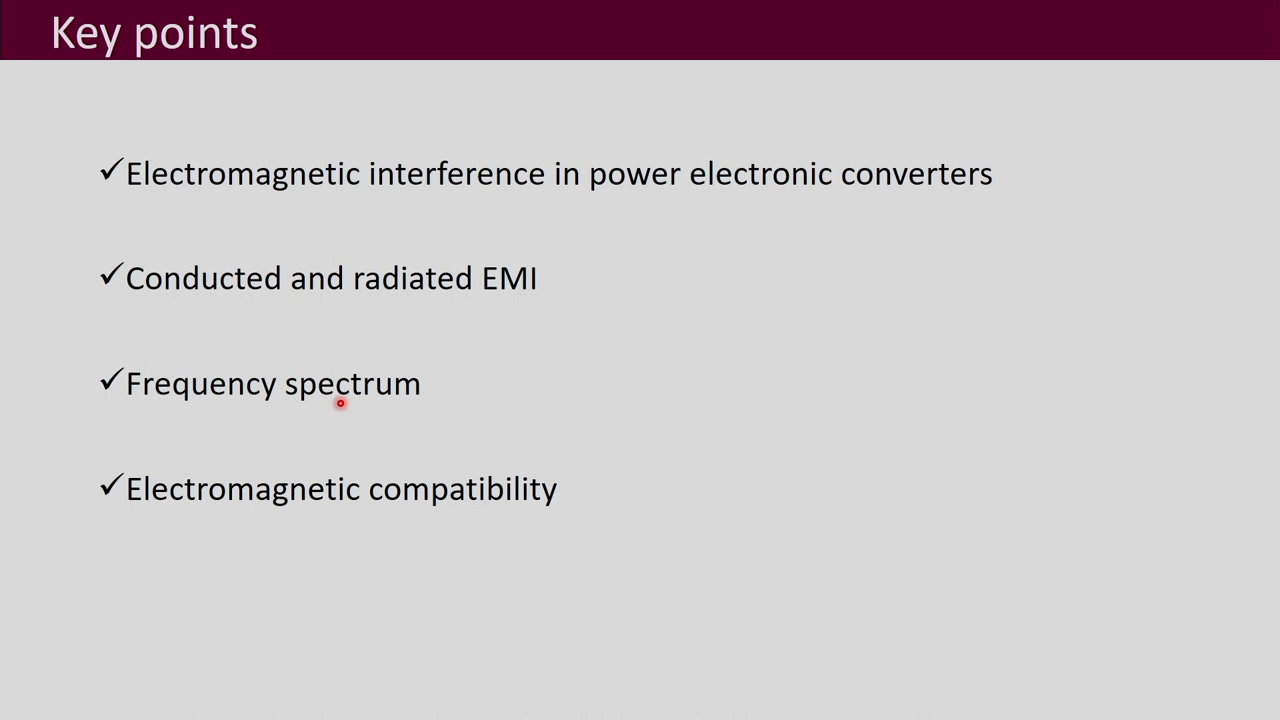 Key points
✓Electromagnetic interference in power electronic converters
✓Conducted and radiated EMI
✓Frequency spectrum
✓Electromagnetic compatibility